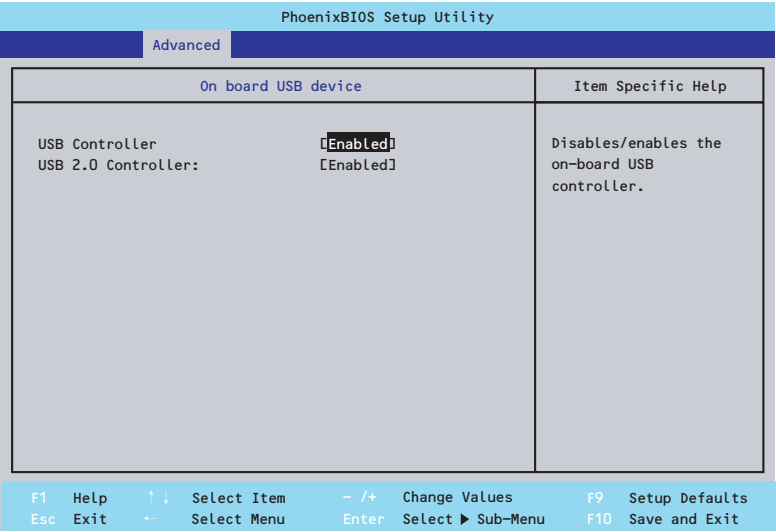 PhoenixBIOS Setup Utility
Advanced
On board USB device
Item Specific Help
USB Controller [Enabled]
USB 2.0 Controller: [Enabled]
Disables/enables the
on-board USB
controller.
F1 Help ↑ ↓ Select Item - /+ Change Values F9 Setup Defaults
Esc Exit ← Select Menu Enter Select ▶ Sub-Menu F10 Save and Exit